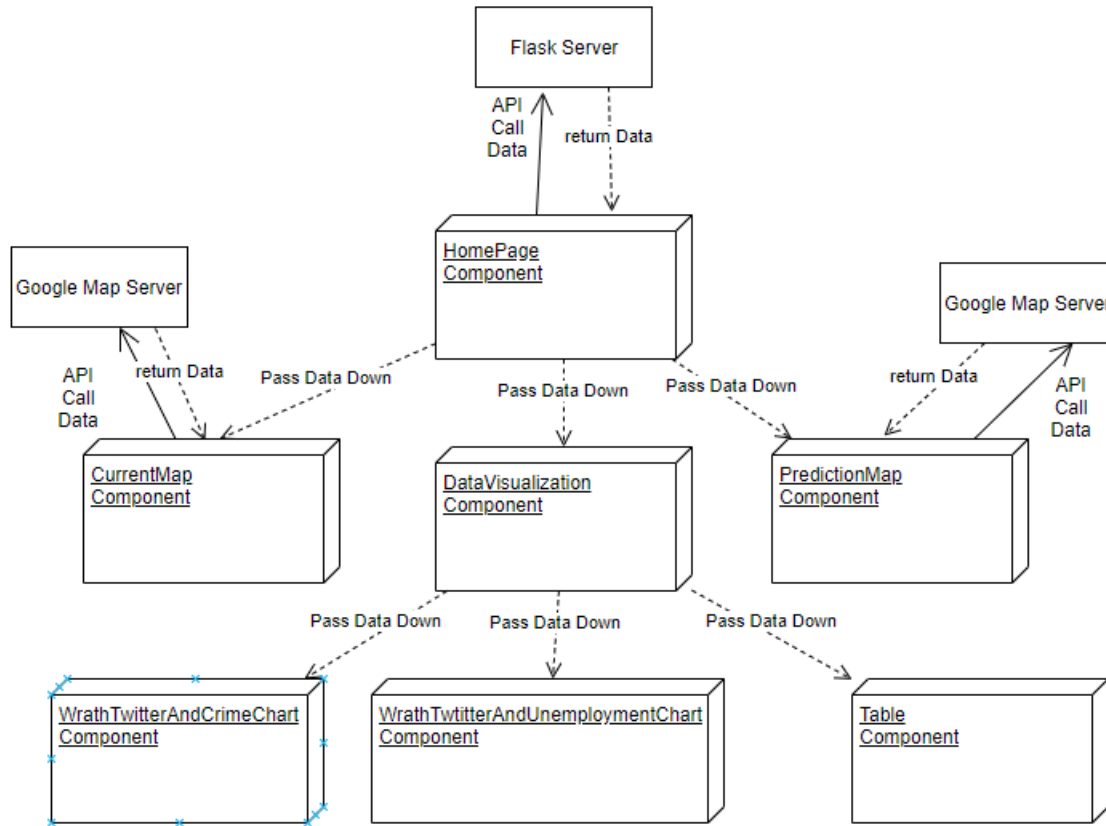 Flask Server
API
Call
Data
return Data
HomePage
Component
Google Map Server
Google Map Server
API
Call
Data
return Data
Pass Data Down
Pass Data Down
Pass Data Down
return Data
API
Call
Data
CurrentMap
Component
DataVisualization
Component
PredictionMap
Component
Pass Data Down
Pass Data Down
Pass Data Down
WrathTwitterAndCrimeChart
Component
WrathTwtitterAndUnemploymentChart
Component
Table
Component